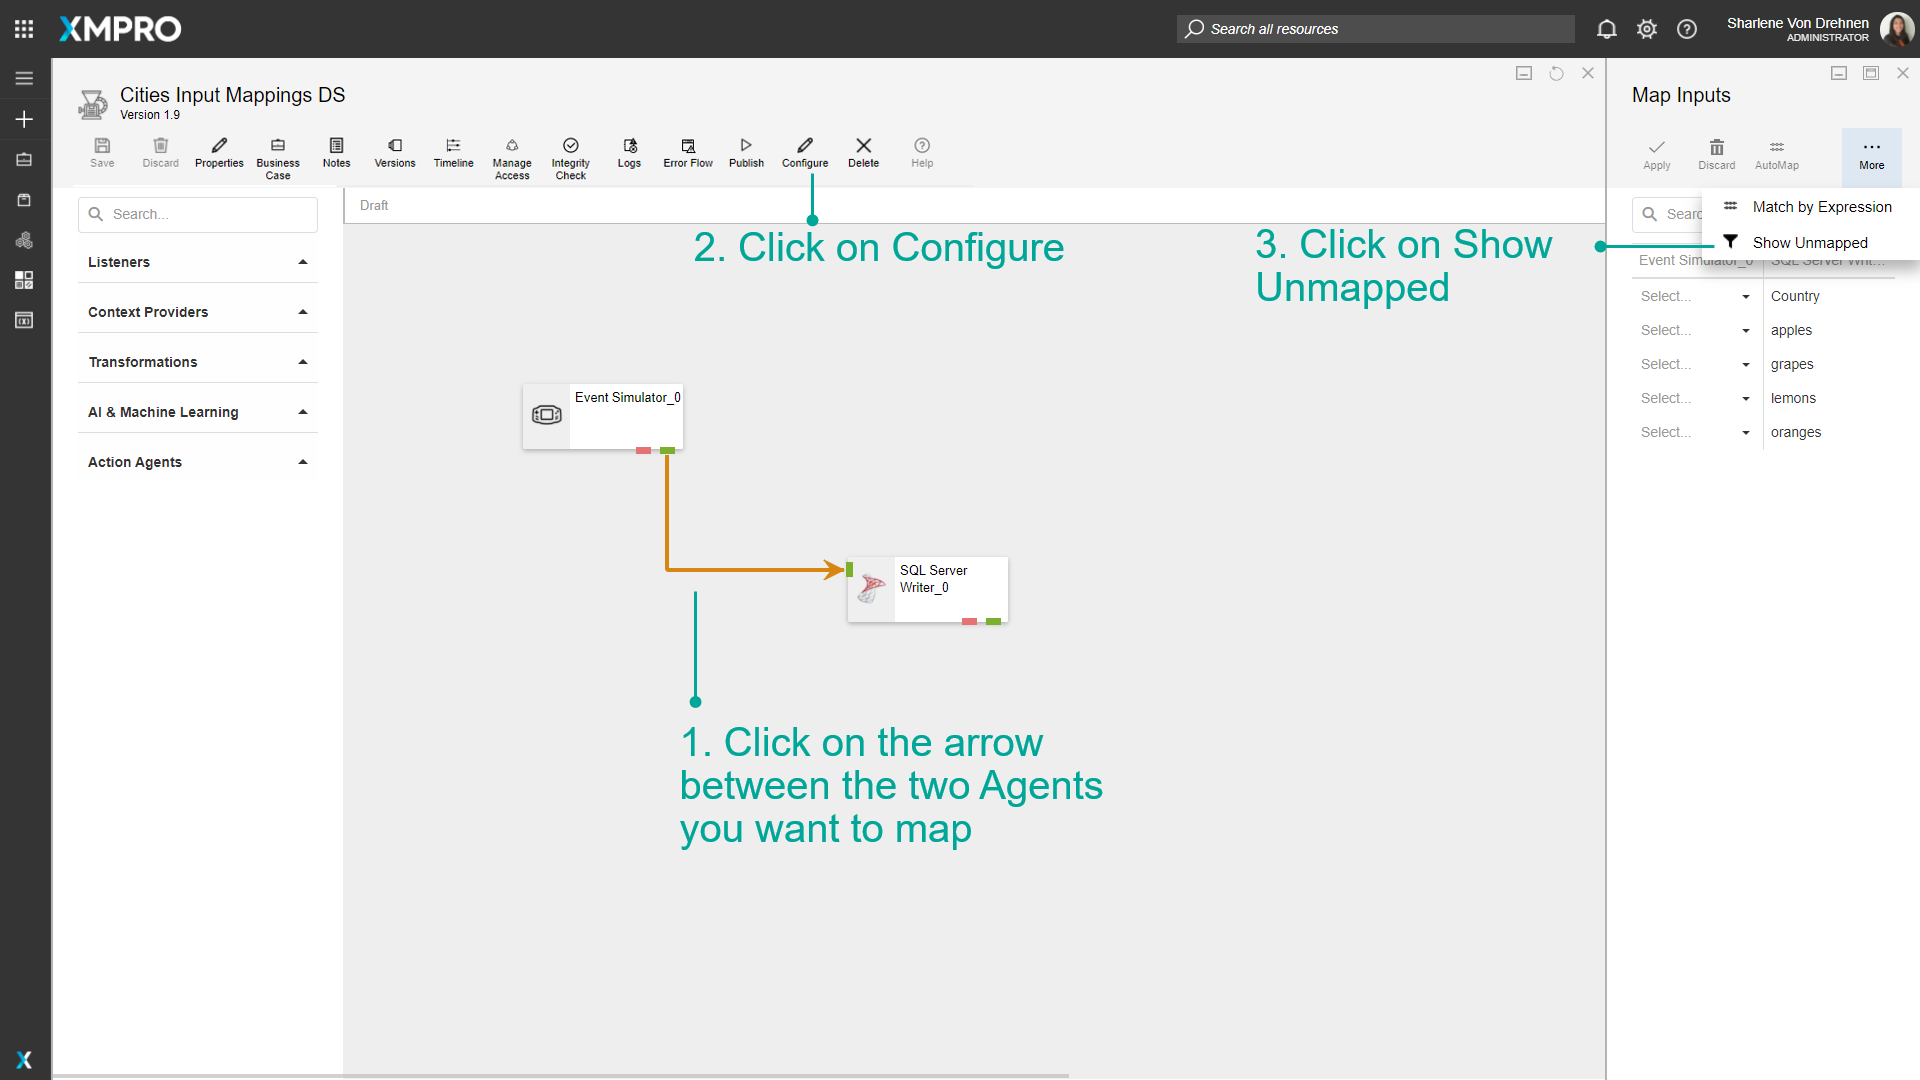 XMPRO
Search all resources
Sharlene Von Drehnen
ADMINISTRATOR
Cities Input Mappings DS
Version 1.9
Save
Discard
Properties
Business
Case
Notes
Versions
Timeline
Manage
Access
Integrity
Check
Logs
Error Flow
Publish
Configure
Delete
Help
Search...
Listeners
Context Providers
Transformations
AI & Machine Learning
Action Agents
Draft
2. Click on Configure
3. Click on Show
Unmapped
Event Simulator_0
SQL Server
Writer_0
1. Click on the arrow
between the two Agents
you want to map
Map Inputs
Apply
Discard
AutoMap
More
Searc
Match by Expression
Show Unmapped
Event Simulator_0 SQL Server Writ...
Select... Country
Select... apples
Select... grapes
Select... lemons
Select... oranges
X